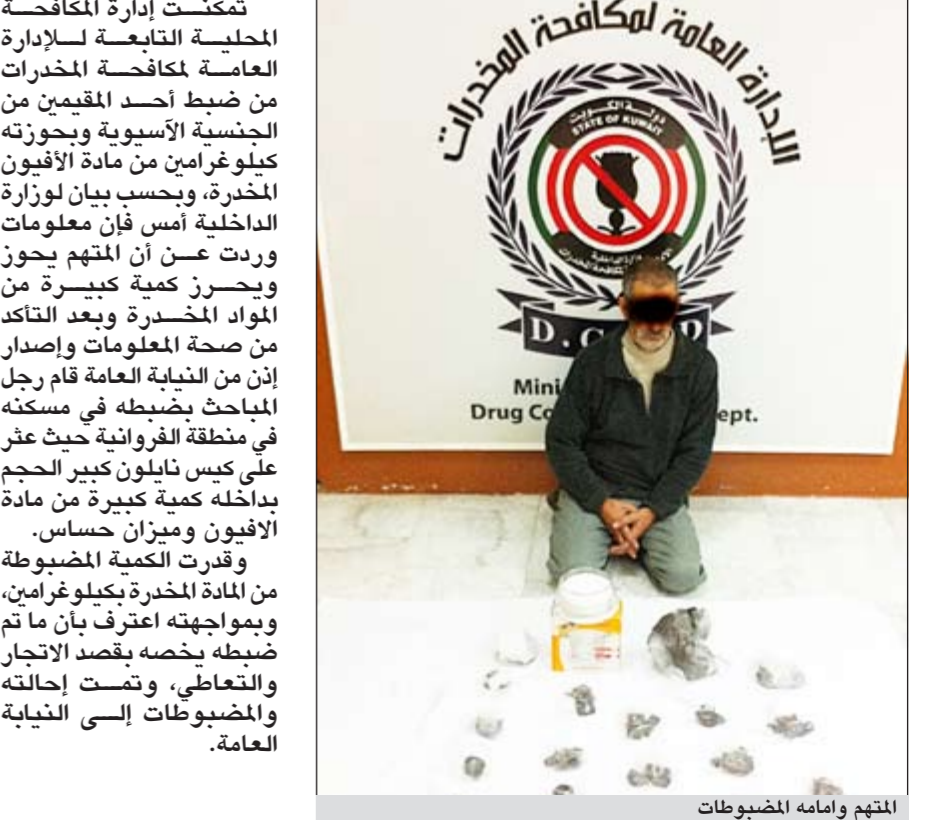 تمكنت إدارة المكافحة
المحلية التابعة للإدارة
العامة لمكافحة المخدرات
من ضبط أحد المقيمين من
الجنسية الآسيوية وبحوزته
كيلوغرامين من مادة الأفيون
المخدرة، وبحسب بيان لوزارة
الداخلية أمس فإن معلومات
وردت عن أن المتهم يحوز
ويحرز كمية كبيرة من
المواد المخدرة وبعد التأكد
من صحة المعلومات وإصدار
إذن من النيابة العامة قام رجل
المباحث بضبطه في مسكنه
في منطقة الفروانية حيث عثر
على كيس نايلون كبير الحجم
بداخله كمية كبيرة من مادة
الافيون وميزان حساس.
وقدرت الكمية المضبوطة
من المادة المخدرة بكيلوغرامين،
وبمواجهته اعترف بأن ما تم
ضبطه يخصه بقصد الاتجار
والتعاطي، وتمت إحالته
والمضبوطات إلى النيابة
العامة.
الإدارة العامة لمكافحة المخدرات
دولة الكويت
STATE OF KUWAIT
D.C
D
Mini
Drug Co ept.
المتهم وامامه المضبوطات